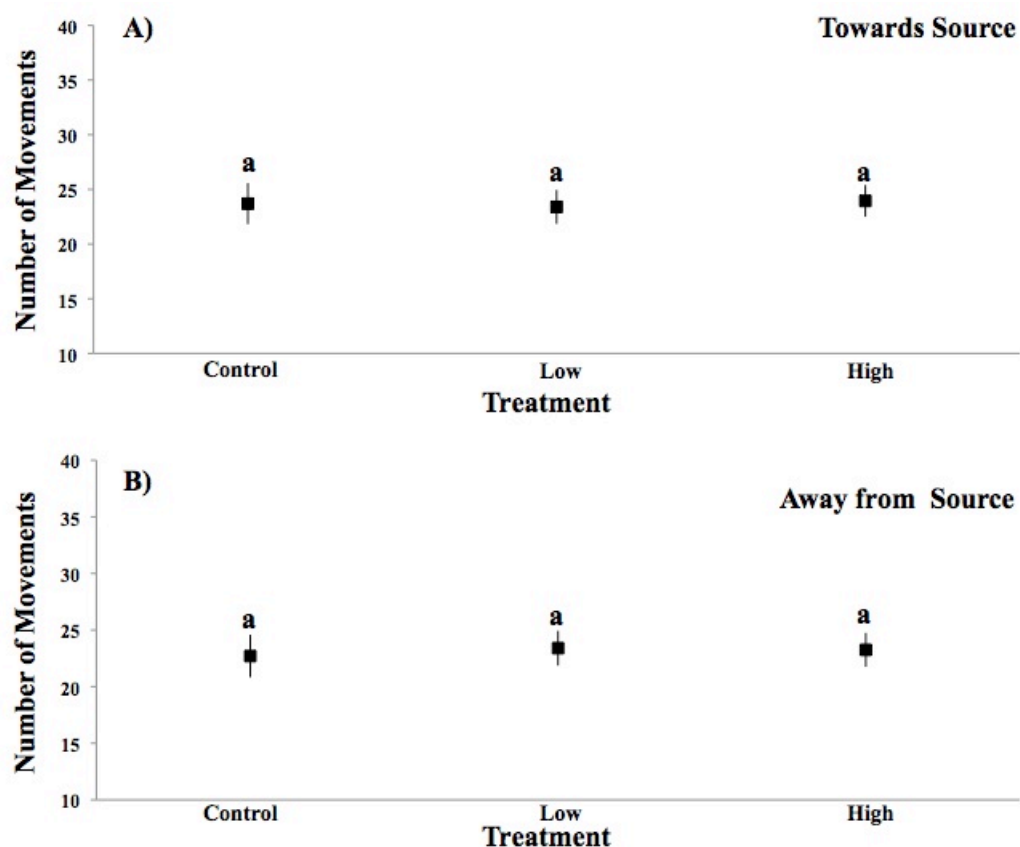 A)
Towards Source
Number of Movements
40
35
30
25
20
15
10
a
a
a
Control
Low
High
Treatment
B)
Away from  Source
Number of Movements
40
35
30
25
20
15
10
a
a
a
Control
Low
High
Treatment